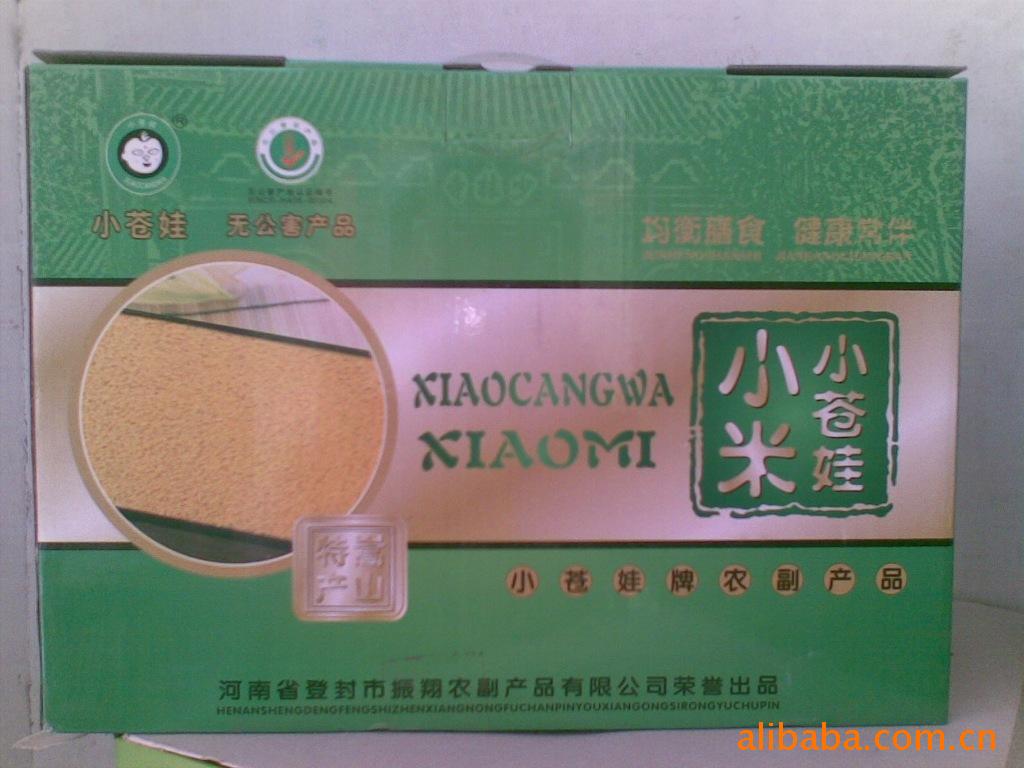 ®
小苍娃
无公害产品
均衡膳食 健康常伴
JUNHENGSHANSHI JIANKANGCHANGBAN
XIAOCANGWA
XIAOMI
小苍娃
小米
嵩山
特产
小苍娃牌农副产品
河南省登封市振翔农副产品有限公司荣誉出品
HENANSHENGDENGFENGSHIZHENXIANGNONGFUCHANPINYOUXIANGONGSIRONGYUCHUPIN
alibaba.com.cn